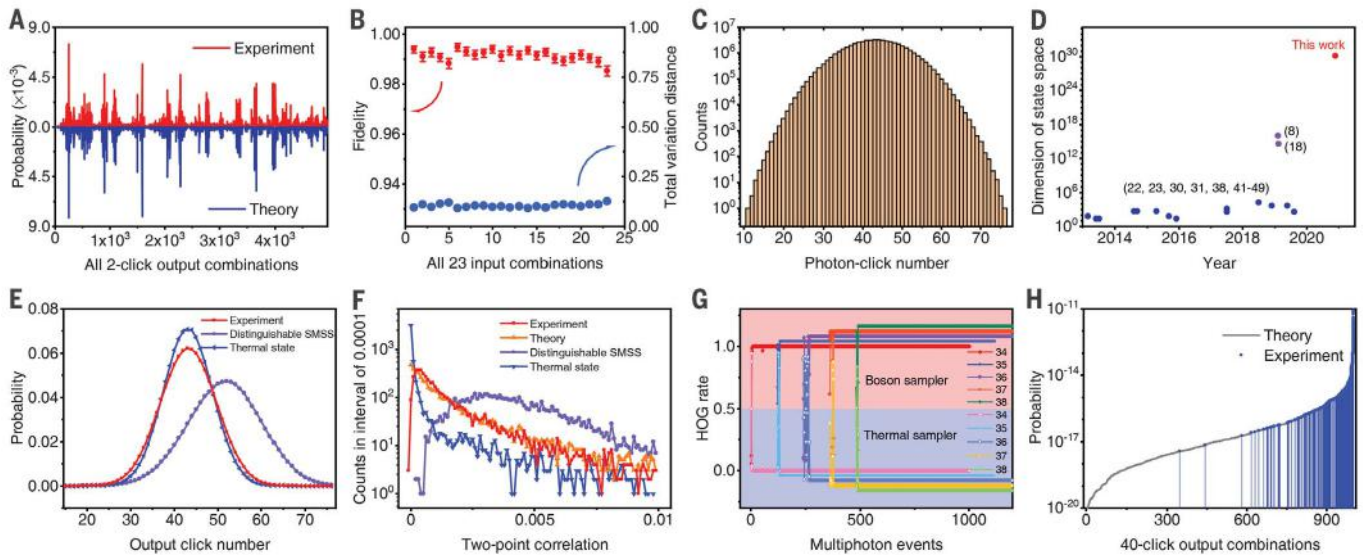 A
9.0
4.5
0.0
4.5
9.0
Probability (×10⁻³)
Experiment
Theory
0 1×10³ 2×10³ 3×10³ 4×10³
All 2-click output combinations
B
1.00
0.98
0.96
0.94
Fidelity
1.00
0.75
0.50
0.25
0.00
Total variation distance
0 5 10 15 20 25
All 23 input combinations
C
10⁷
10⁶
10⁵
10⁴
10³
10²
10¹
10⁰
Counts
10 20 30 40 50 60 70
Photon-click number
D
10³⁰
10²⁴
10¹⁸
10¹²
10⁶
10⁰
Dimension of state space
This work
(8)
(18)
(22, 23, 30, 31, 38, 41-49)
2014 2016 2018 2020
Year
E
0.08
0.06
0.04
0.02
0.00
Probability
Experiment
Distinguishable SMSS
Thermal state
20 30 40 50 60 70
Output click number
F
10³
10²
10¹
10⁰
Counts in interval of 0.0001
Experiment
Theory
Distinguishable SMSS
Thermal state
0 0.005 0.01
Two-point correlation
G
1.0
0.5
0.0
HOG rate
Boson sampler
Thermal sampler
34
35
36
37
38
34
35
36
37
38
0 500 1000
Multiphoton events
H
10⁻¹¹
10⁻¹⁴
10⁻¹⁷
10⁻²⁰
Probability
Theory
Experiment
0 300 600 900
40-click output combinations